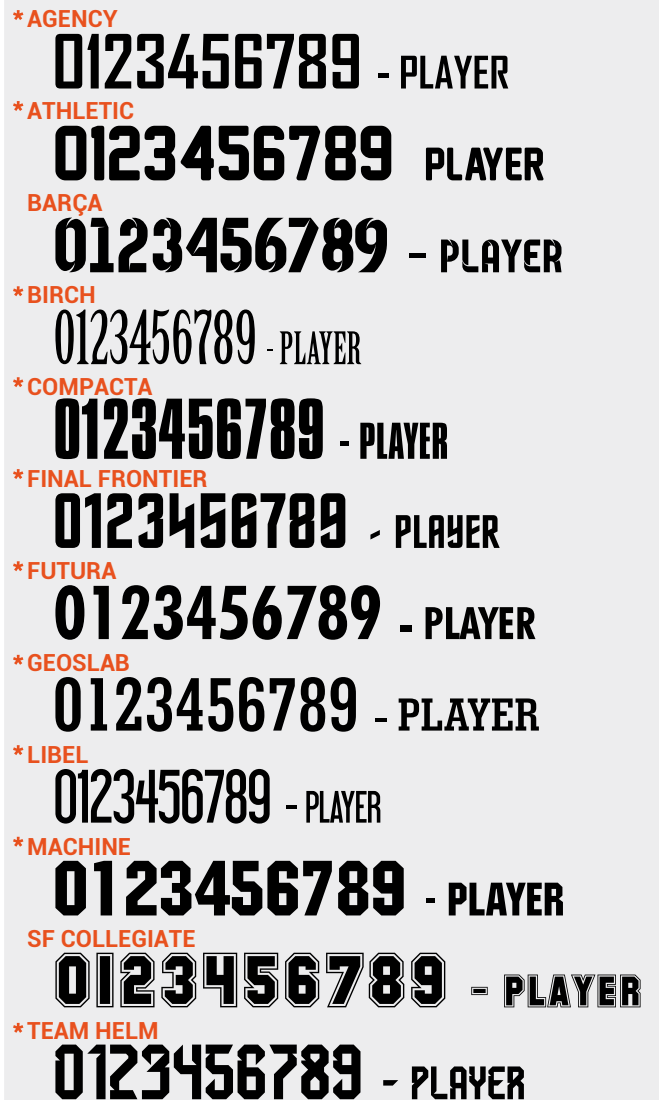 * AGENCY
0123456789 - PLAYER
* ATHLETIC
0123456789 PLAYER
BARÇA
0123456789 - PLAYER
* BIRCH
0123456789 - PLAYER
* COMPACTA
0123456789 - PLAYER
* FINAL FRONTIER
0123456789 - PLAYER
* FUTURA
0123456789 - PLAYER
* GEOSLAB
0123456789 - PLAYER
* LIBEL
0123456789 - PLAYER
* MACHINE
0123456789 - PLAYER
SF COLLEGIATE
0123456789 - PLAYER
* TEAM HELM
0123456789 - PLAYER